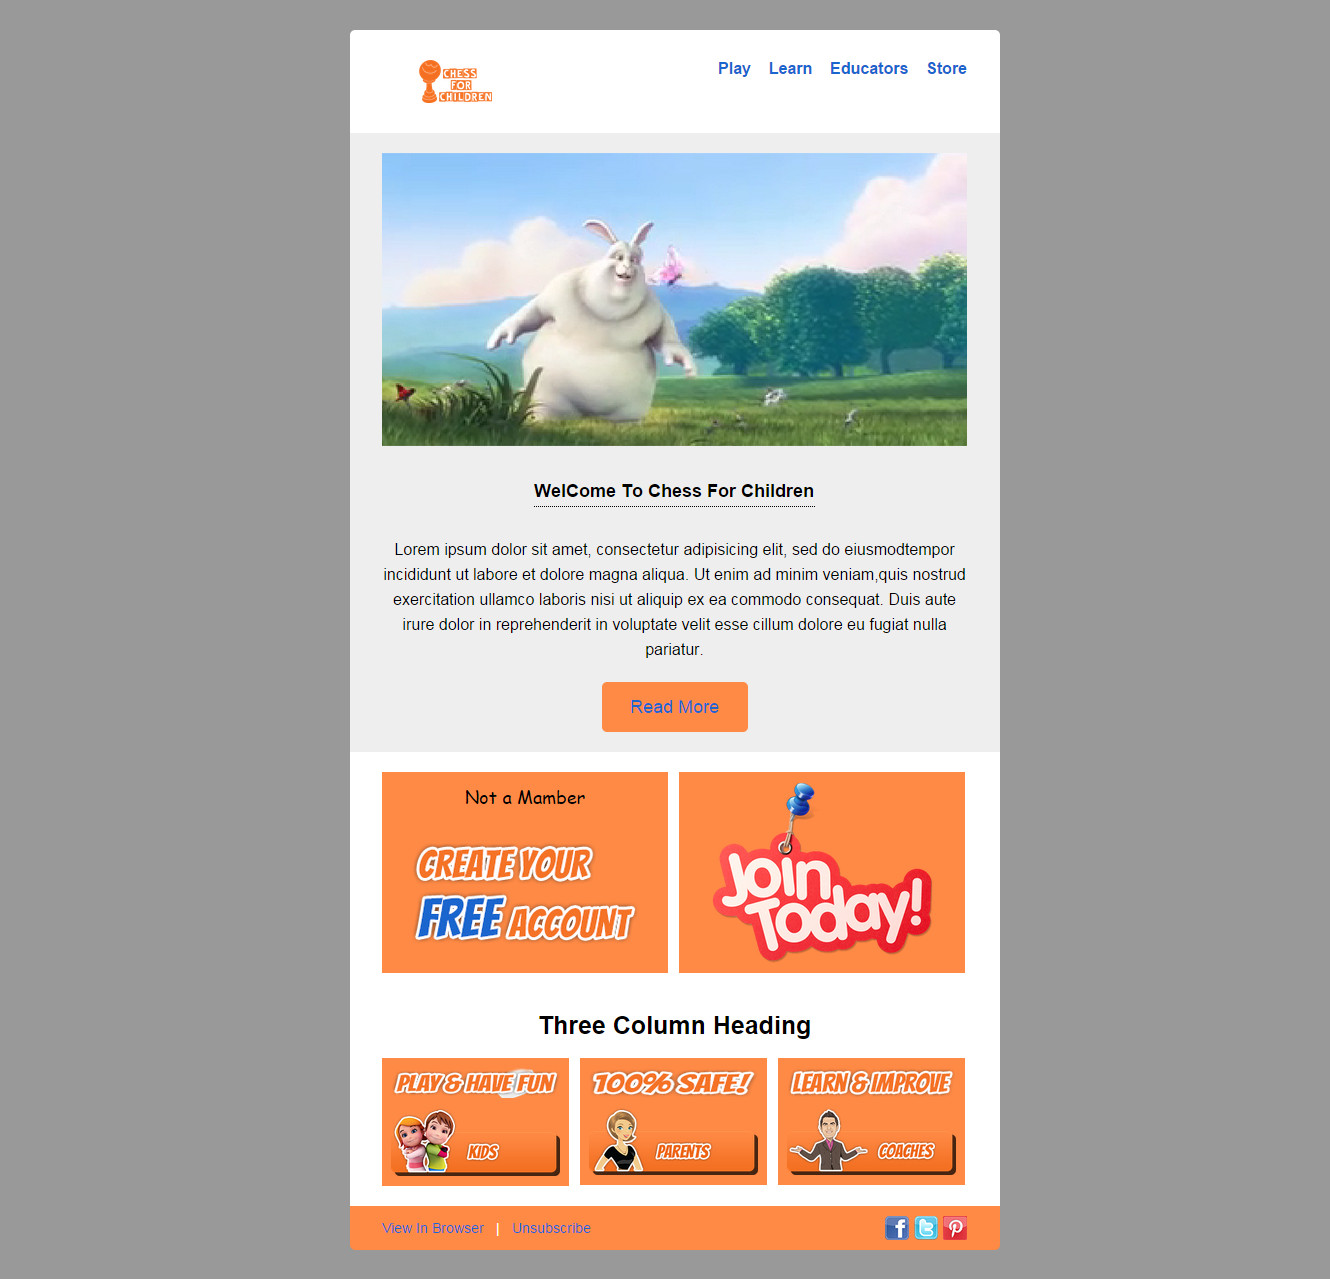 CHESS
FOR
CHILDREN
Play Learn Educators Store
WelCome To Chess For Children
Lorem ipsum dolor sit amet, consectetur adipisicing elit, sed do eiusmodtempor
incididunt ut labore et dolore magna aliqua. Ut enim ad minim veniam,quis nostrud
exercitation ullamco laboris nisi ut aliquip ex ea commodo consequat. Duis aute
irure dolor in reprehenderit in voluptate velit esse cillum dolore eu fugiat nulla
pariatur.
Read More
Not a Mamber
CREATE YOUR
FREE ACCOUNT
Join
Today!
Three Column Heading
PLAY & HAVE FUN
KIDS
100% SAFE!
PARENTS
LEARN & IMPROVE
COACHES
View In Browser | Unsubscribe